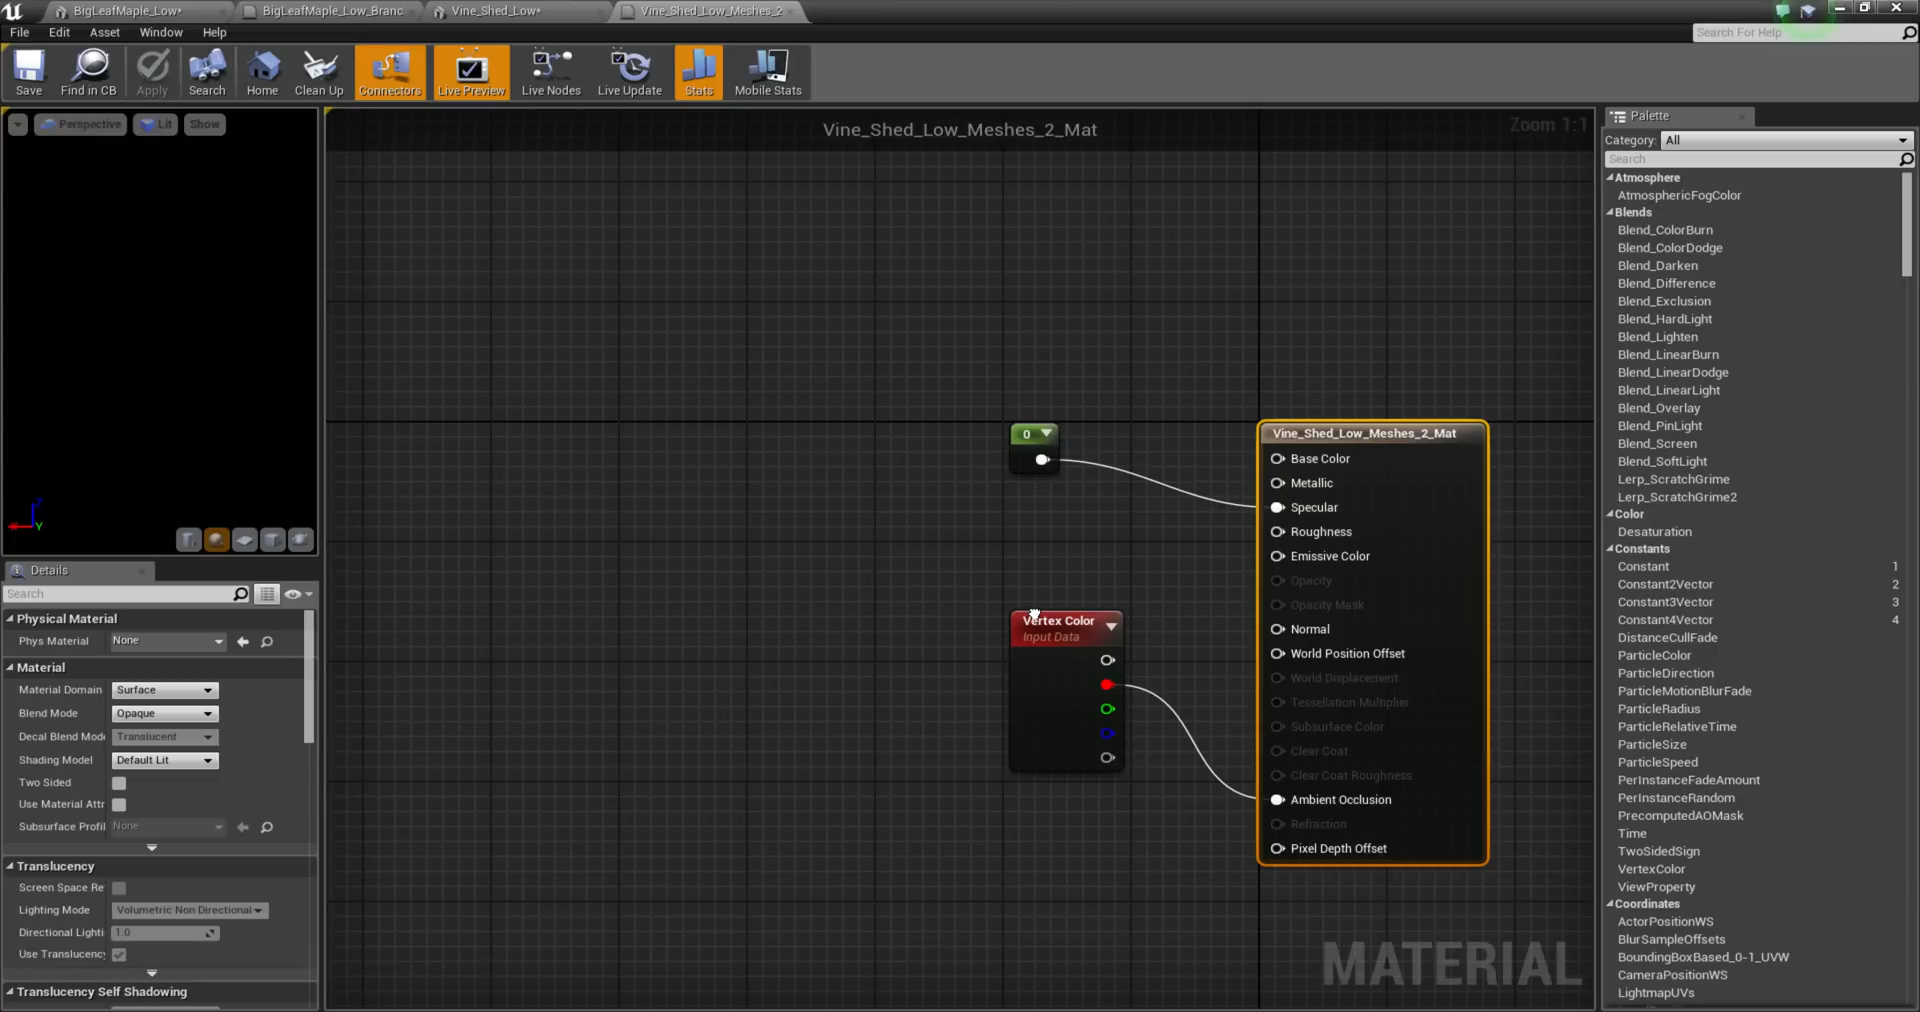 BigLeafMaple_Low*
BigLeafMaple_Low_Branc
Vine_Shed_Low*
Vine_Shed_Low_Meshes_2
File
Edit
Asset
Window
Help
Search For Help
Save
Find in CB
Apply
Search
Home
Clean Up
Connectors
Live Preview
Live Nodes
Live Update
Stats
Mobile Stats
Perspective
Lit
Show
Y
Vine_Shed_Low_Meshes_2_Mat
Zoom 1:1
0
Vertex Color
Input Data
Vine_Shed_Low_Meshes_2_Mat
Base Color
Metallic
Specular
Roughness
Emissive Color
Opacity
Opacity Mask
Normal
World Position Offset
World Displacement
Tessellation Multiplier
Subsurface Color
Clear Coat
Clear Coat Roughness
Ambient Occlusion
Refraction
Pixel Depth Offset
MATERIAL
Details
Search
Physical Material
Phys Material None
Material
Material Domain Surface
Blend Mode Opaque
Decal Blend Mod Translucent
Shading Model Default Lit
Two Sided
Use Material Attr
Subsurface Profil None
Translucency
Screen Space Re
Lighting Mode Volumetric Non Directional
Directional Lighti 1.0
Use Translucency
Translucency Self Shadowing
Palette
Category: All
Search
Atmosphere
AtmosphericFogColor
Blends
Blend_ColorBurn
Blend_ColorDodge
Blend_Darken
Blend_Difference
Blend_Exclusion
Blend_HardLight
Blend_Lighten
Blend_LinearBurn
Blend_LinearDodge
Blend_LinearLight
Blend_Overlay
Blend_PinLight
Blend_Screen
Blend_SoftLight
Lerp_ScratchGrime
Lerp_ScratchGrime2
Color
Desaturation
Constants
Constant 1
Constant2Vector 2
Constant3Vector 3
Constant4Vector 4
DistanceCullFade
ParticleColor
ParticleDirection
ParticleMotionBlurFade
ParticleRadius
ParticleRelativeTime
ParticleSize
ParticleSpeed
PerInstanceFadeAmount
PerInstanceRandom
PrecomputedAOMask
Time
TwoSidedSign
VertexColor
ViewProperty
Coordinates
ActorPositionWS
BlurSampleOffsets
BoundingBoxBased_0-1_UVW
CameraPositionWS
LightmapUVs